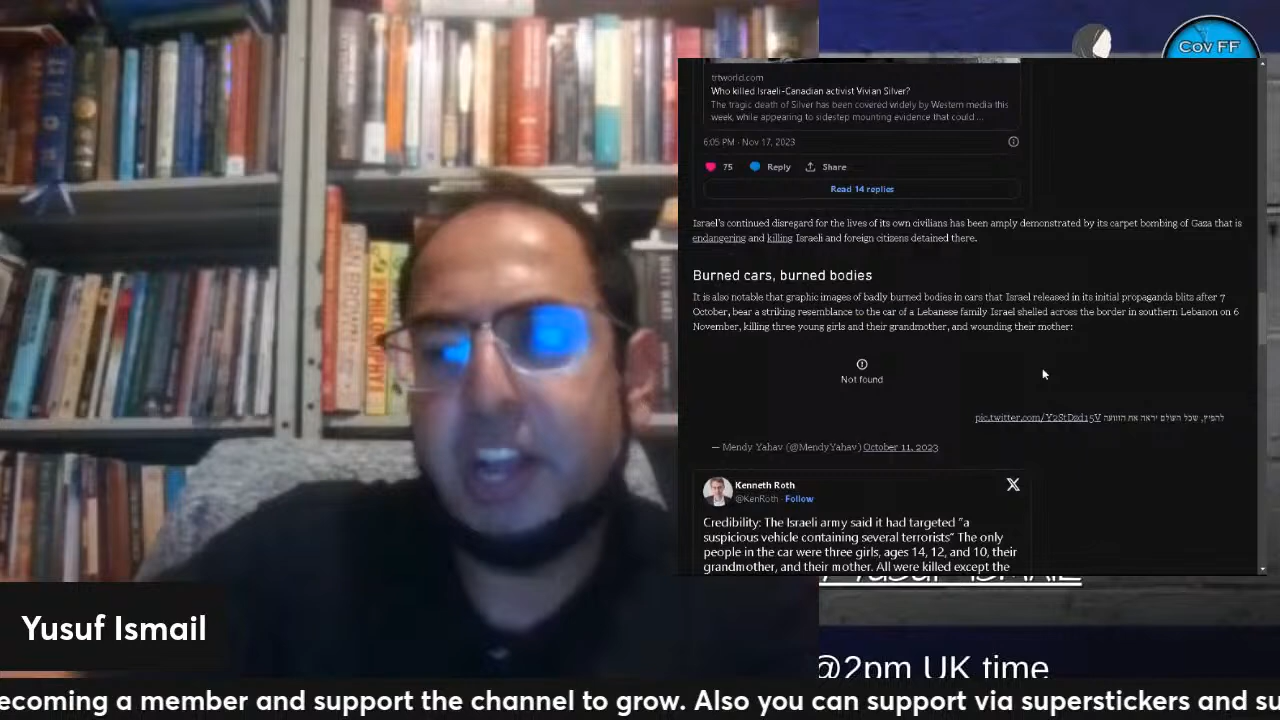 COV FF
trtworld.com
Who killed Israeli-Canadian activist Vivian Silver?
The tragic death of Silver has been covered widely by Western media this
week, while appearing to sidestep mounting evidence that could ...
6:05 PM · Nov 17, 2023
75 Reply Share
Read 14 replies
Israel's continued disregard for the lives of its own civilians has been amply demonstrated by its carpet bombing of Gaza that is
endangering and killing Israeli and foreign citizens detained there.
Burned cars, burned bodies
It is also notable that graphic images of badly burned bodies in cars that Israel released in its initial propaganda blitz after 7
October, bear a striking resemblance to the car of a Lebanese family Israel shelled across the border in southern Lebanon on 6
November, killing three young girls and their grandmother, and wounding their mother:
Not found
להפיץ, שכל העולם יראה את הזוועה pic.twitter.com/Y2StDzd15V
— Mendy Yahav (@MendyYahav) October 11, 2023
Kenneth Roth
@KenRoth · Follow
Credibility: The Israeli army said it had targeted "a
suspicious vehicle containing several terrorists" The only
people in the car were three girls, ages 14, 12, and 10, their
grandmother, and their mother. All were killed except the
Yusuf Ismail
@2pm UK time
ecoming a member and support the channel to grow. Also you can support via superstickers and su